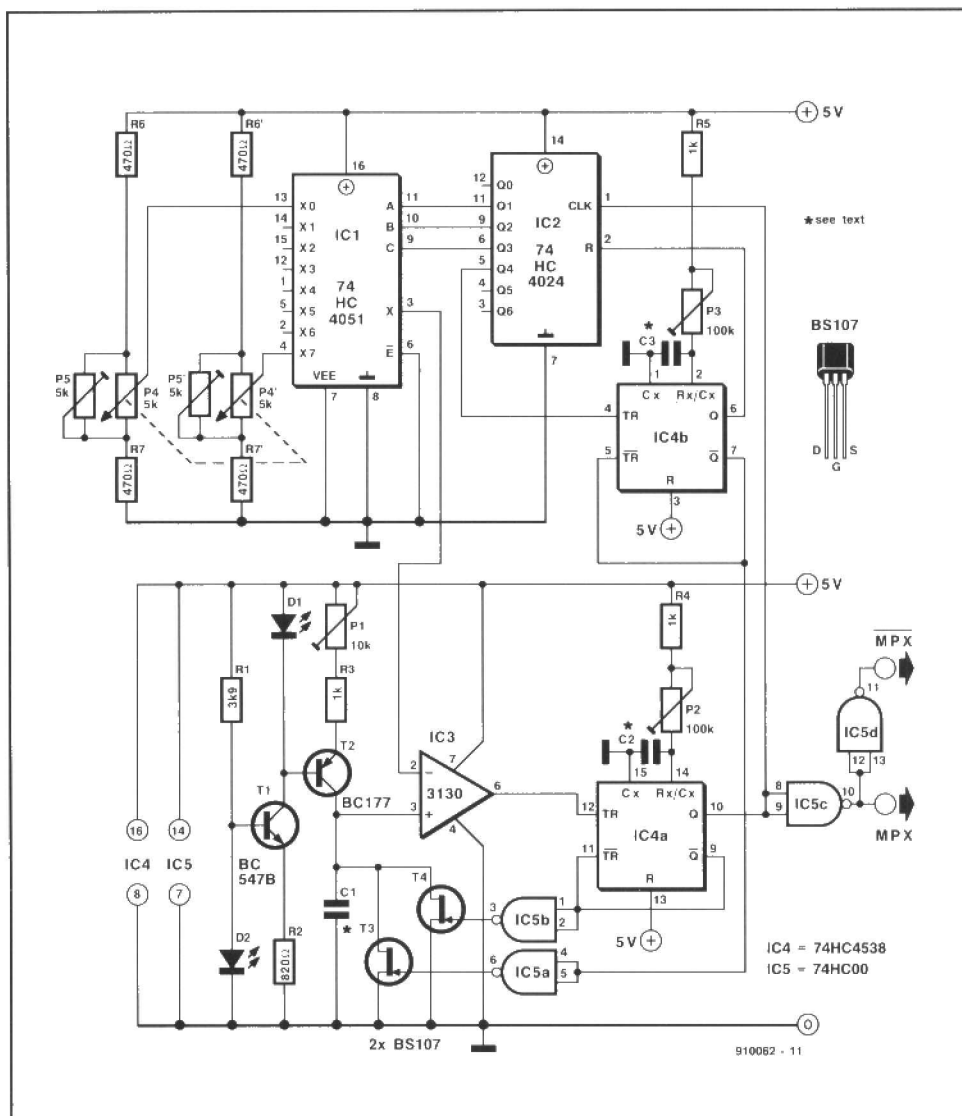 5 V
R6
470Ω
R6'
470Ω
R5
1k
16
14
13
X0
A
11
14
X1
B
10
15
X2
C
9
12
X3
1
X4
5
X5
2
X6
4
X7
IC1
74
HC
4051
X
3
E
6
VEE
7
8
12
Q0
11
Q1
9
Q2
6
Q3
5
Q4
4
Q5
3
Q6
IC2
74
HC
4024
CLK
1
R
2
7
* see text
P3
100k
*
C3
1
2
Cx
Rx/Cx
4
TR
Q
6
IC4b
5
TR
Q
7
R
3
5 V
BS107
D
G
S
P5
5k
P4
5k
P5'
5k
P4'
5k
R7
470Ω
R7'
470Ω
5 V
D1
P1
10k
R1
3k9
R3
1k
T2
BC177
T1
BC
547B
IC3
2
3
7
3130
6
4
R4
1k
P2
100k
*
C2
15
14
Cx
Rx/Cx
12
TR
Q
10
IC4a
11
TR
Q
9
R
13
5 V
MPX
11
IC5d
12
13
8
9
IC5c
10
MPX
16
14
IC4
IC5
8
7
D2
R2
820Ω
C1
*
T3
T4
3
IC5b
1
2
6
IC5a
4
5
IC4 = 74HC4538
IC5 = 74HC00
2x BS107
0
910062 - 11